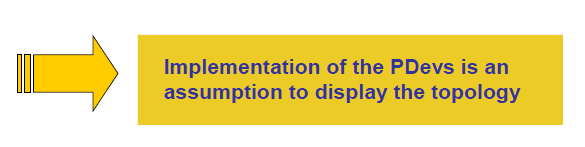 Implementation of the PDevs is an
assumption to display the topology